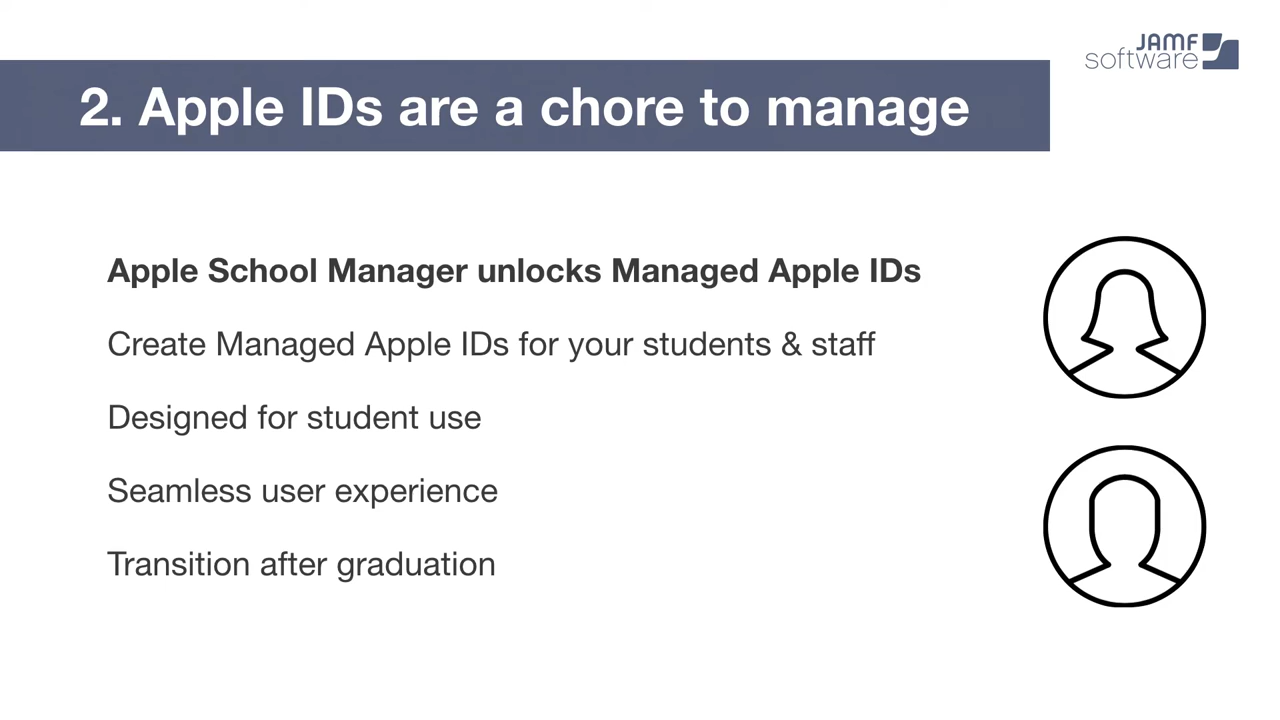 JAMF
software
2. Apple IDs are a chore to manage
Apple School Manager unlocks Managed Apple IDs
Create Managed Apple IDs for your students & staff
Designed for student use
Seamless user experience
Transition after graduation